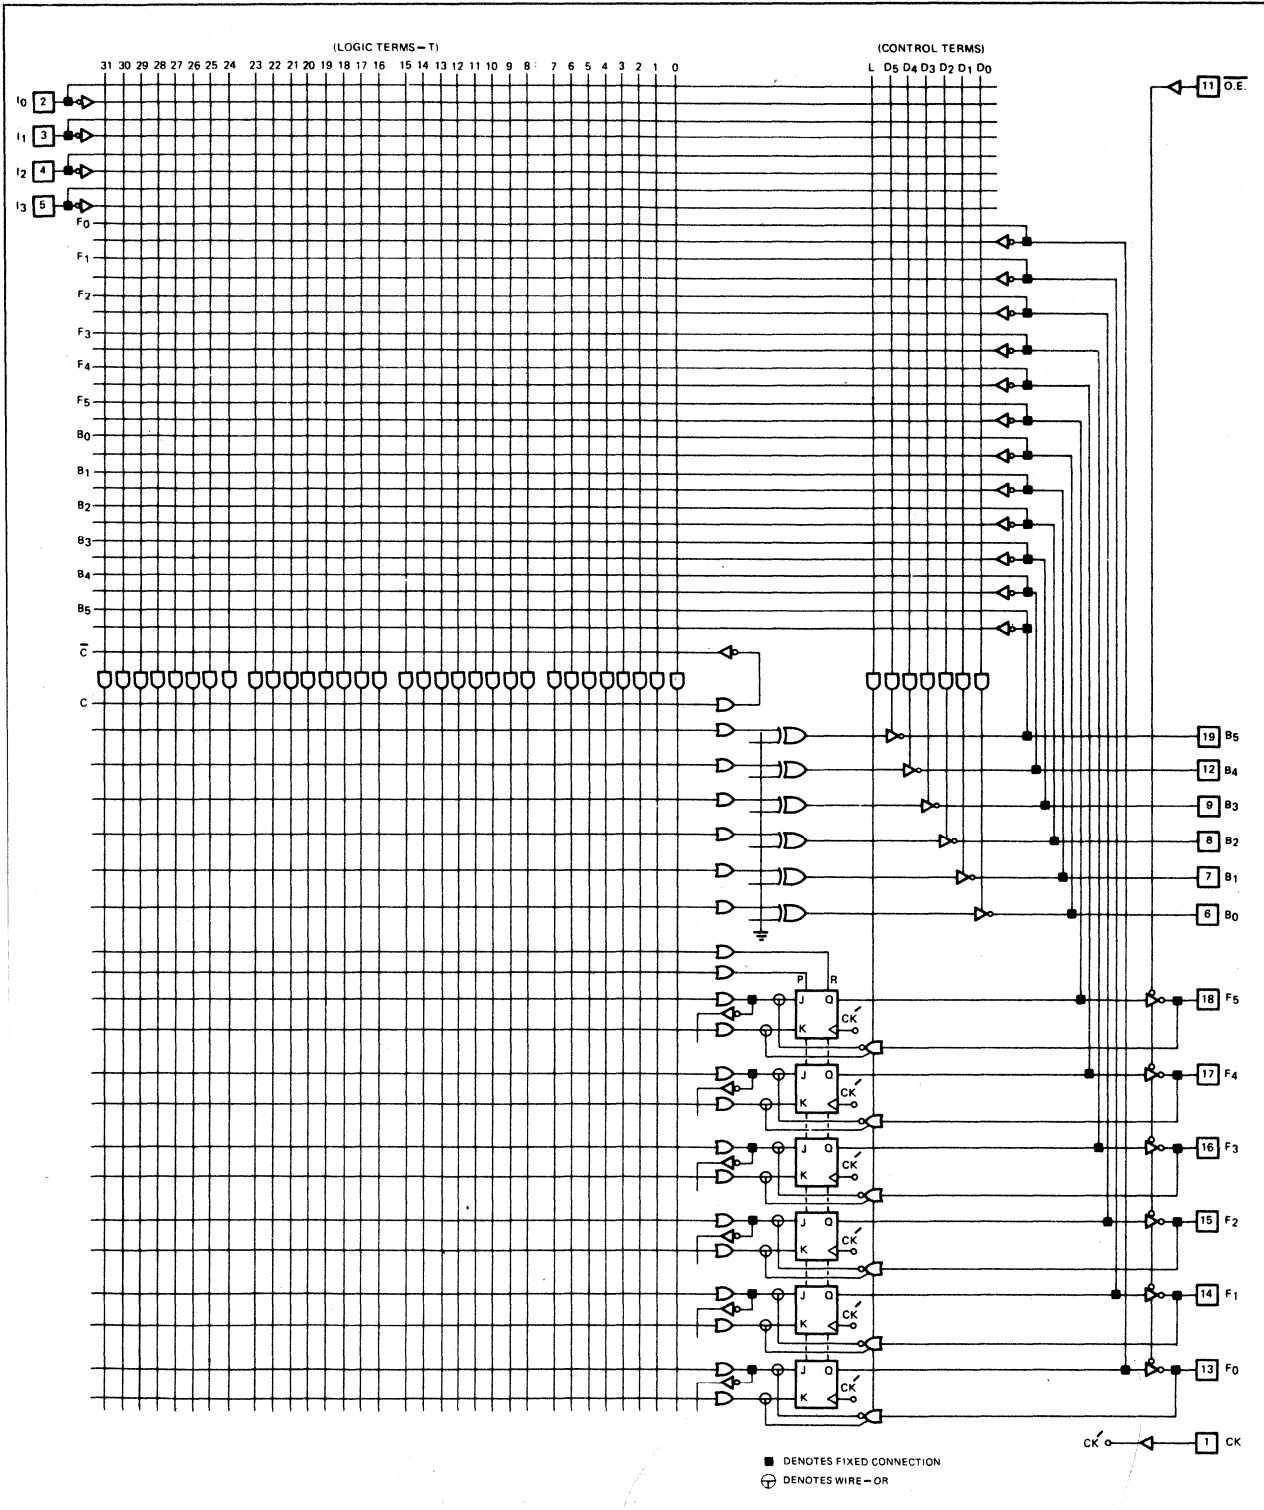 (LOGIC TERMS—T) (CONTROL TERMS)
31 30 29 28 27 26 25 24 23 22 21 20 19 18 17 16 15 14 13 12 11 10 9 8 7 6 5 4 3 2 1 0 L D5 D4 D3 D2 D1 D0
11 O.E.
I0 2
I1 3
I2 4
I3 5
F0
F1
F2
F3
F4
F5
B0
B1
B2
B3
B4
B5
C
C
19 B5
12 B4
9 B3
8 B2
7 B1
6 B0
P R
J Q 18 F5
CK′
K
J Q 17 F4
CK′
K
J Q 16 F3
CK′
K
J Q 15 F2
CK′
K
J Q 14 F1
CK′
K
J Q 13 F0
CK′
K
CK′ 1 CK
DENOTES FIXED CONNECTION
DENOTES WIRE—OR